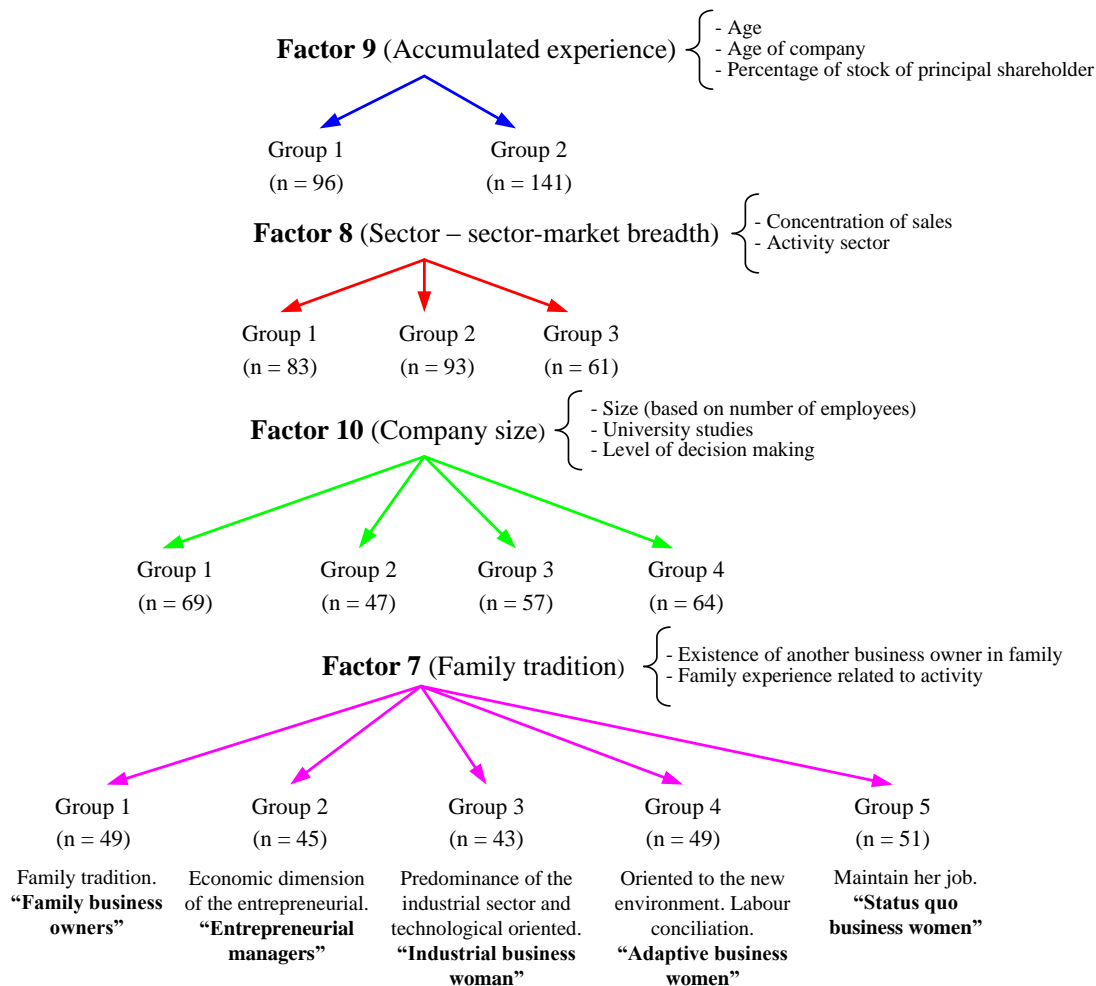 Factor 9 (Accumulated experience)
- Age
- Age of company
- Percentage of stock of principal shareholder
Group 1
(n = 96)
Group 2
(n = 141)
Factor 8 (Sector – sector-market breadth)
- Concentration of sales
- Activity sector
Group 1
(n = 83)
Group 2
(n = 93)
Group 3
(n = 61)
Factor 10 (Company size)
- Size (based on number of employees)
- University studies
- Level of decision making
Group 1
(n = 69)
Group 2
(n = 47)
Group 3
(n = 57)
Group 4
(n = 64)
Factor 7 (Family tradition)
- Existence of another business owner in family
- Family experience related to activity
Group 1
(n = 49)
Family tradition.
“Family business
owners”
Group 2
(n = 45)
Economic dimension
of the entrepreneurial.
“Entrepreneurial
managers”
Group 3
(n = 43)
Predominance of the
industrial sector and
technological oriented.
“Industrial business
woman”
Group 4
(n = 49)
Oriented to the new
environment. Labour
conciliation.
“Adaptive business
women”
Group 5
(n = 51)
Maintain her job.
“Status quo
business women”